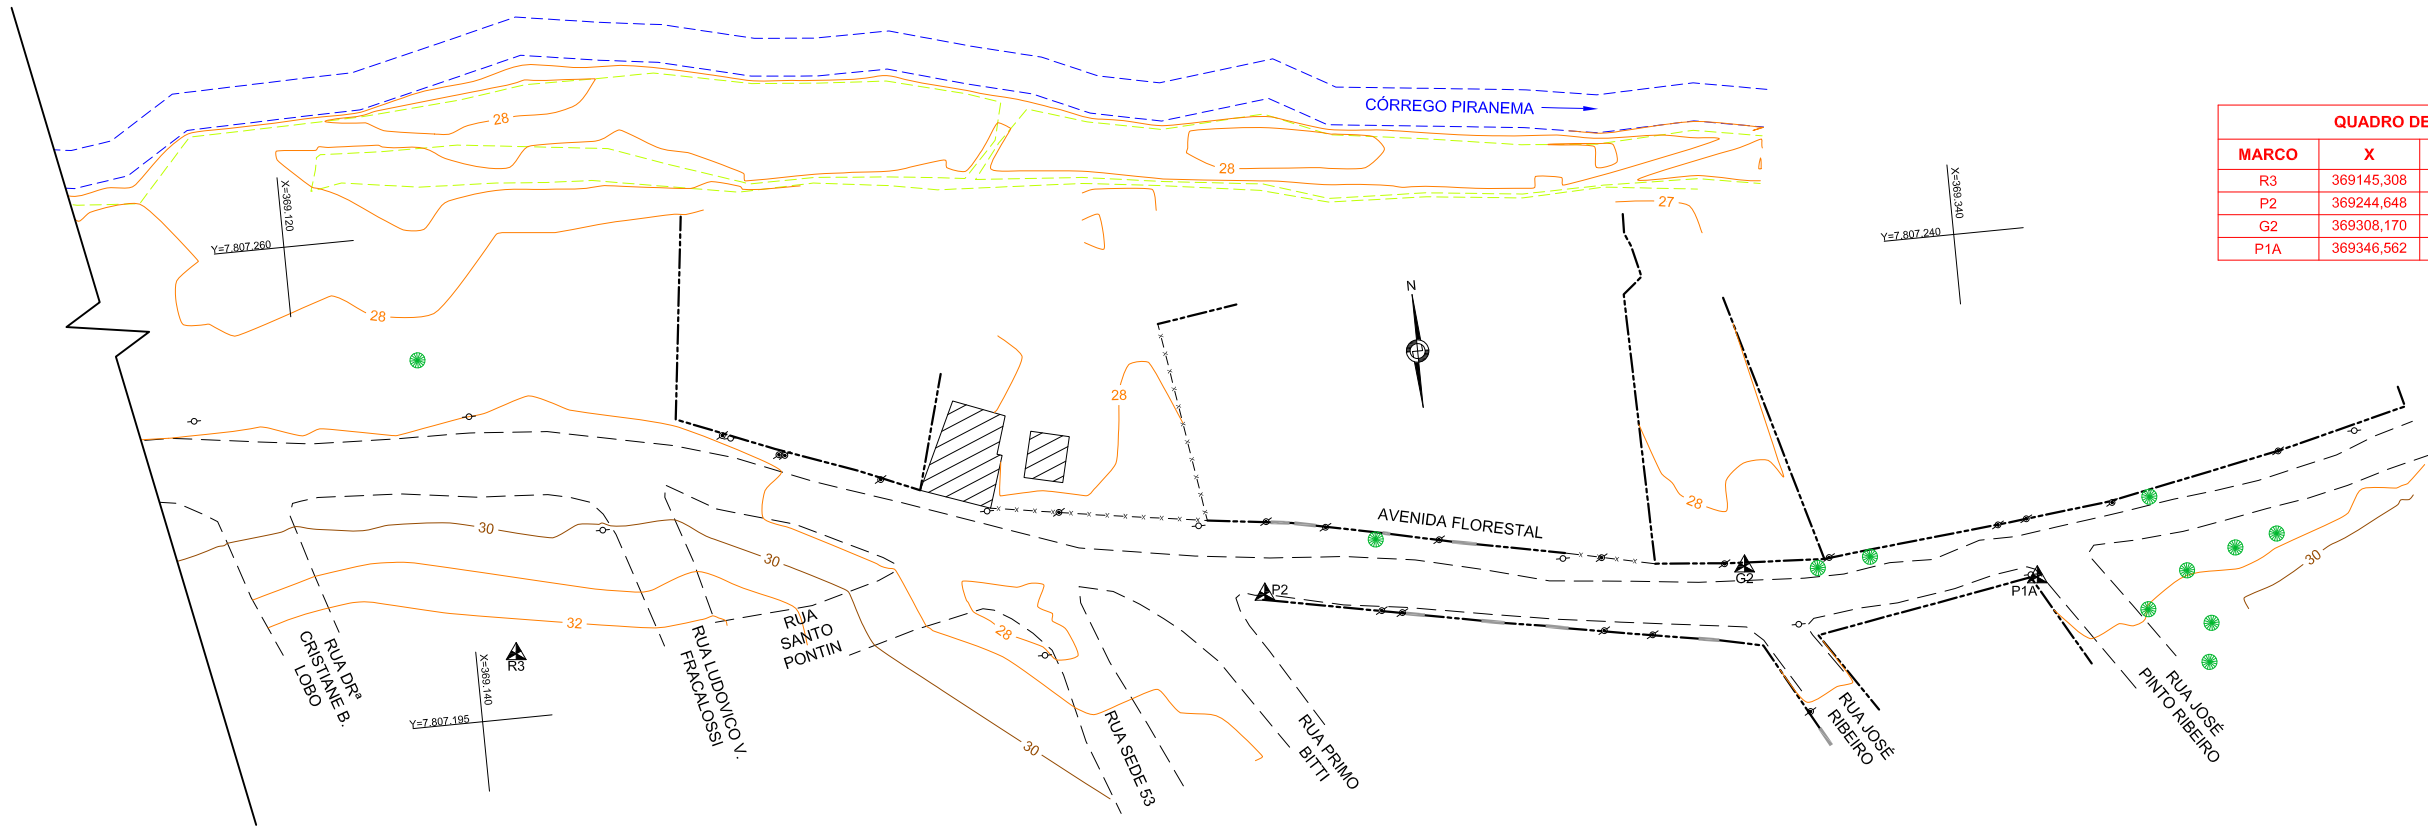 CÓRREGO PIRANEMA
28
28
27
X=369.120
Y=7.807.260
X=369.340
Y=7.807.240
QUADRO DE
MARCO X
R3 369145,308
P2 369244,648
G2 369308,170
P1A 369346,562
N
28
28
28
AVENIDA FLORESTAL
30
30
30
30
32
28
P2
G2
P1A
R3
X=369.140
Y=7.807.195
RUA DRª
CRISTIANE B.
LOBO
RUA LUDOVICO V.
FRACALOSSI
RUA
SANTO
PONTIN
RUA SEDE 53
RUA PRIMO
BITTI
RUA JOSÉ
RIBEIRO
RUA JOSÉ
PINTO RIBEIRO